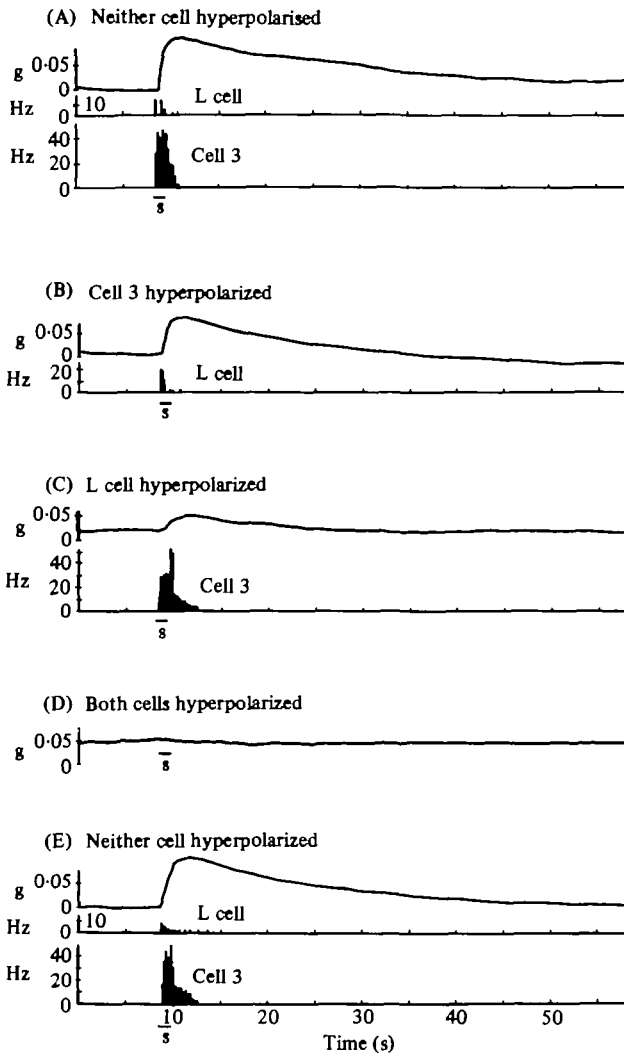 (A) Neither cell hyperpolarised
g 0·05
0
Hz 10
L cell
Hz 40
20
0
Cell 3
s
(B) Cell 3 hyperpolarized
g 0·05
0
Hz 20
0
L cell
s
(C) L cell hyperpolarized
g 0·05
0
Hz 40
20
0
Cell 3
s
(D) Both cells hyperpolarized
g 0·05
0
s
(E) Neither cell hyperpolarized
g 0·05
0
Hz 10
0
L cell
Hz 40
20
0
Cell 3
s 10 20 30 40 50
Time (s)